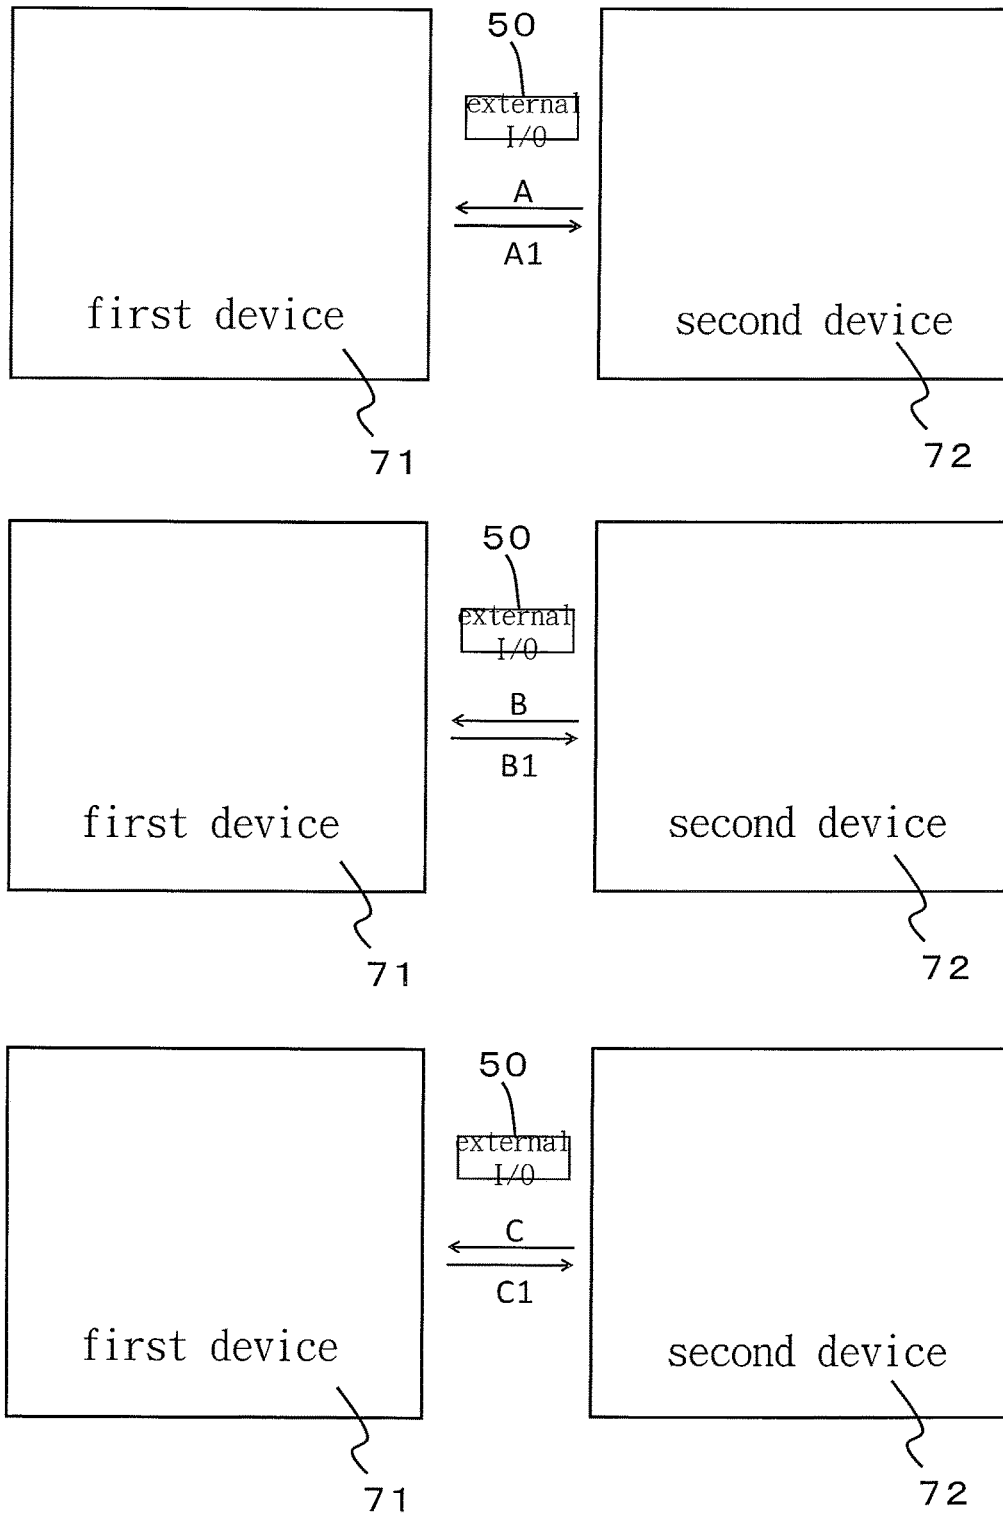 50
external
I/O
A
A1
first device
second device
71
72
50
external
I/O
B
B1
first device
second device
71
72
50
external
I/O
C
C1
first device
second device
71
72